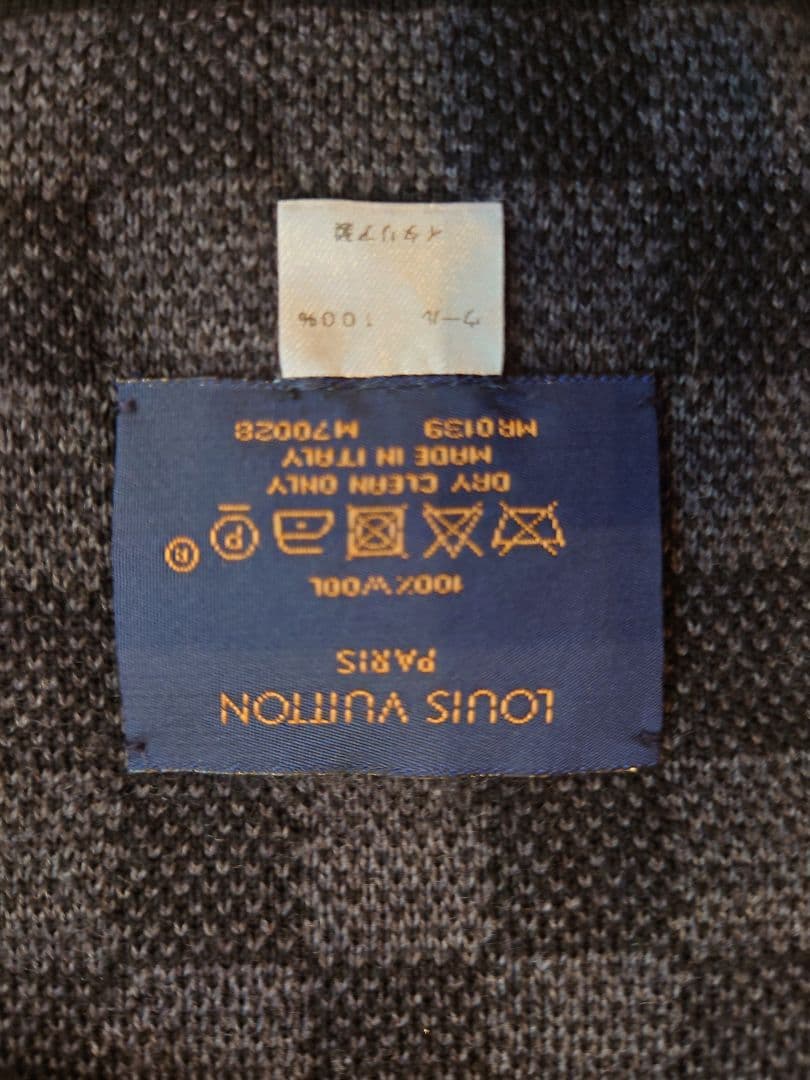 LOUIS VUITTON
PARIS
100%WOOL
P R
DRY CLEAN ONLY
MADE IN ITALY
MR0139 M70028
ウール 100%
イタリア製